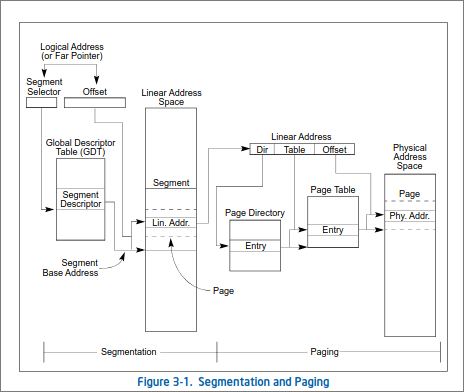 Logical Address
(or Far Pointer)
Segment
Selector
Offset
Linear Address
Space
Global Descriptor
Table (GDT)
Segment
Descriptor
Segment
Base Address
Segment
Lin. Addr.
Page
Linear Address
Dir Table Offset
Page Directory
Entry
Page Table
Entry
Physical
Address
Space
Page
Phy. Addr.
Segmentation
Paging
Figure 3-1. Segmentation and Paging